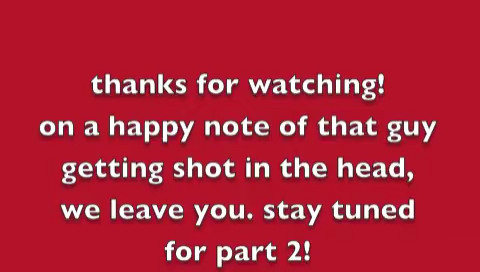 thanks for watching!
on a happy note of that guy
getting shot in the head,
we leave you. stay tuned
for part 2!